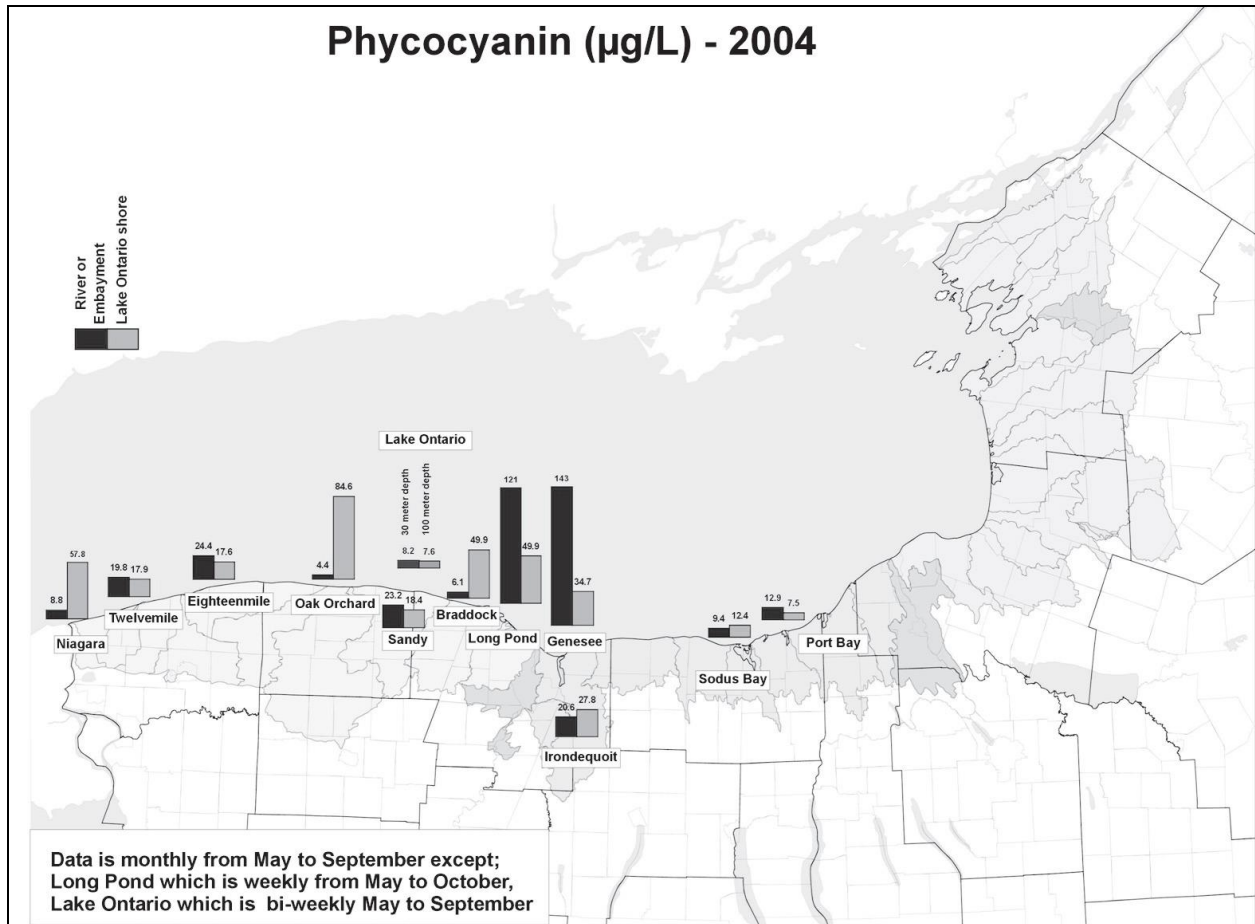 Phycocyanin (µg/L) - 2004
River or
Embayment
Lake Ontario shore
Lake Ontario
30 meter depth
100 meter depth
8.2
7.6
8.8
57.8
Niagara
19.8
17.9
Twelvemile
24.4
17.6
Eighteenmile
4.4
84.6
Oak Orchard
23.2
18.4
Sandy
6.1
49.9
Braddock
121
49.9
Long Pond
143
34.7
Genesee
20.6
27.8
Irondequoit
9.4
12.4
Sodus Bay
12.9
7.5
Port Bay
Data is monthly from May to September except;
Long Pond which is weekly from May to October,
Lake Ontario which is bi-weekly May to September